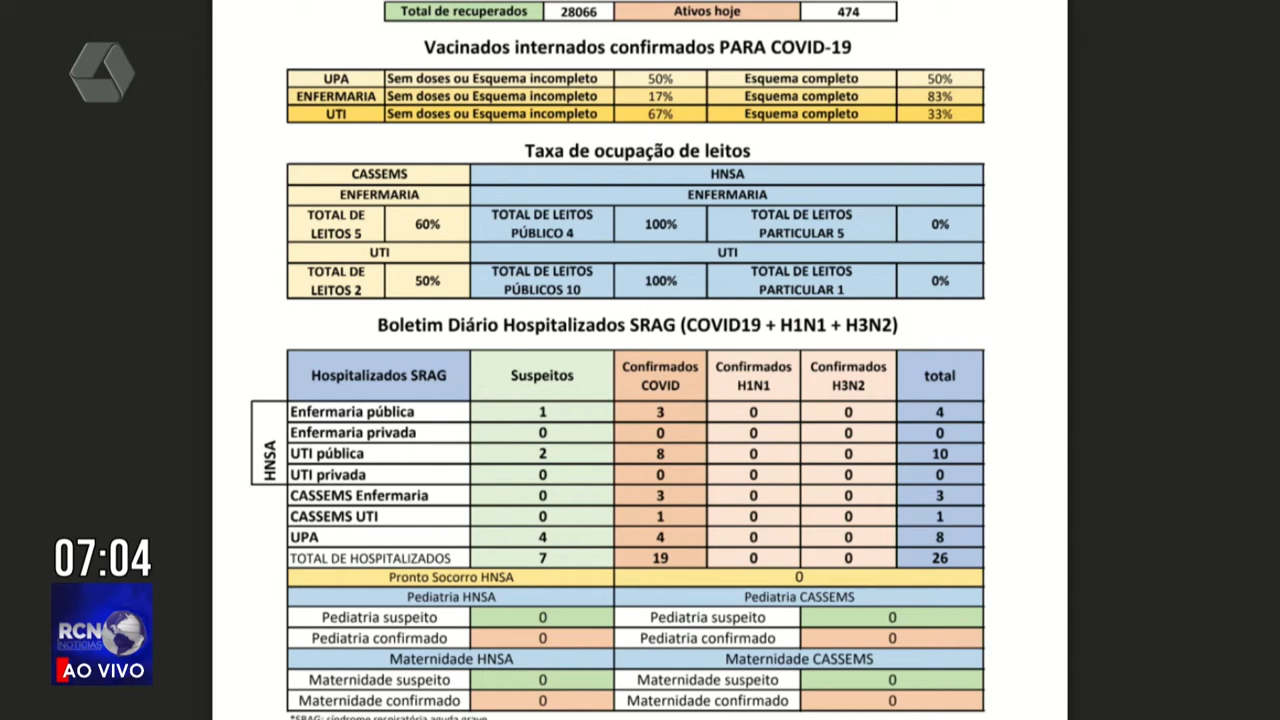 Total de recuperados 28066 Ativos hoje 474
Vacinados internados confirmados PARA COVID-19
UPA Sem doses ou Esquema incompleto 50% Esquema completo 50%
ENFERMARIA Sem doses ou Esquema incompleto 17% Esquema completo 83%
UTI Sem doses ou Esquema incompleto 67% Esquema completo 33%
Taxa de ocupação de leitos
CASSEMS HNSA
ENFERMARIA ENFERMARIA
TOTAL DE LEITOS 5 60% TOTAL DE LEITOS PÚBLICO 4 100% TOTAL DE LEITOS PARTICULAR 5 0%
UTI UTI
TOTAL DE LEITOS 2 50% TOTAL DE LEITOS PÚBLICOS 10 100% TOTAL DE LEITOS PARTICULAR 1 0%
Boletim Diário Hospitalizados SRAG (COVID19 + H1N1 + H3N2)
Hospitalizados SRAG Suspeitos Confirmados COVID Confirmados H1N1 Confirmados H3N2 total
HNSA
Enfermaria pública 1 3 0 0 4
Enfermaria privada 0 0 0 0 0
UTI pública 2 8 0 0 10
UTI privada 0 0 0 0 0
CASSEMS Enfermaria 0 3 0 0 3
CASSEMS UTI 0 1 0 0 1
UPA 4 4 0 0 8
TOTAL DE HOSPITALIZADOS 7 19 0 0 26
Pronto Socorro HNSA 0
Pediatria HNSA Pediatria CASSEMS
Pediatria suspeito 0 Pediatria suspeito 0
Pediatria confirmado 0 Pediatria confirmado 0
Maternidade HNSA Maternidade CASSEMS
Maternidade suspeito 0 Maternidade suspeito 0
Maternidade confirmado 0 Maternidade confirmado 0
*SRAG: síndrome respiratória aguda grave
07:04
RCN
NOTÍCIAS
AO VIVO